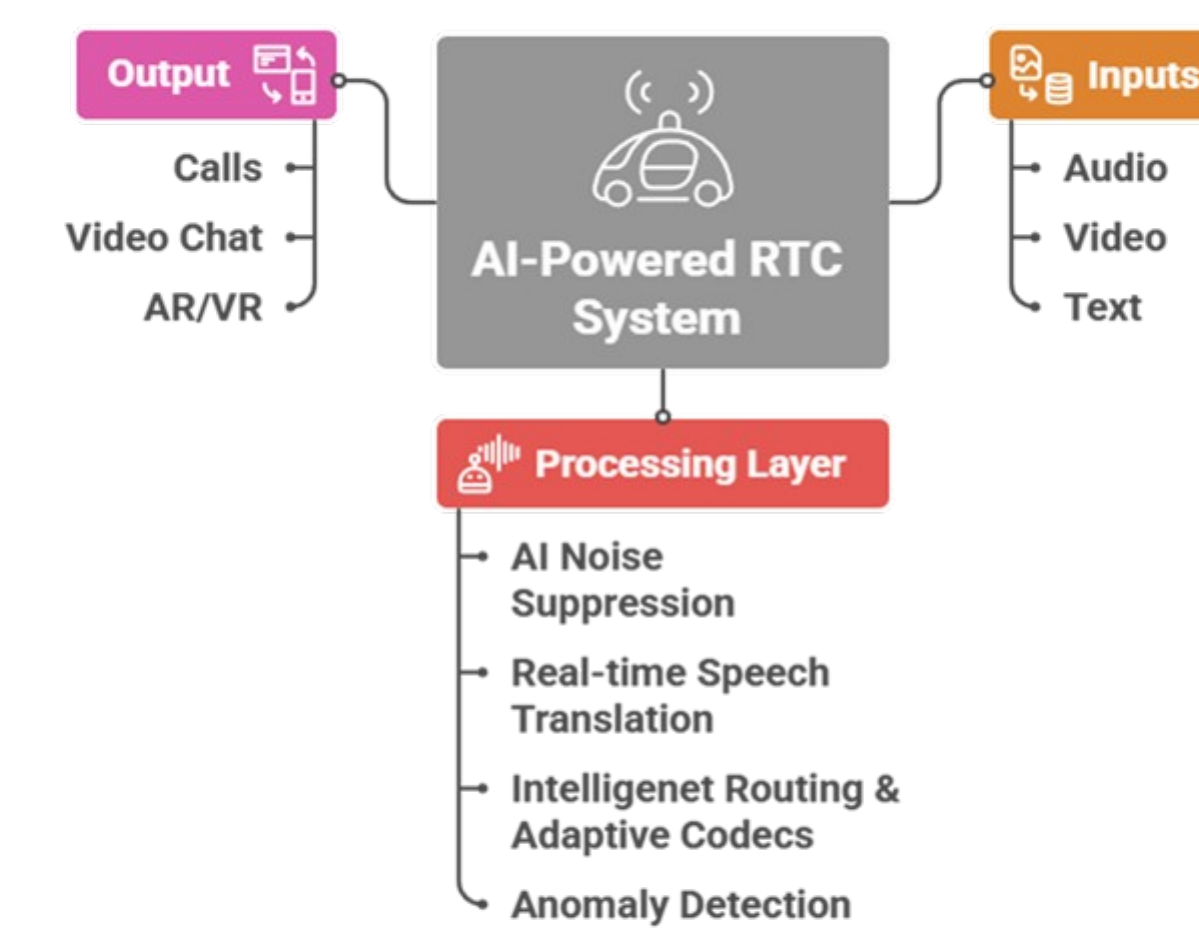 Output
Calls
Video Chat
AR/VR
AI-Powered RTC
System
Inputs
Audio
Video
Text
Processing Layer
AI Noise
Suppression
Real-time Speech
Translation
Intelligenet Routing &
Adaptive Codecs
Anomaly Detection